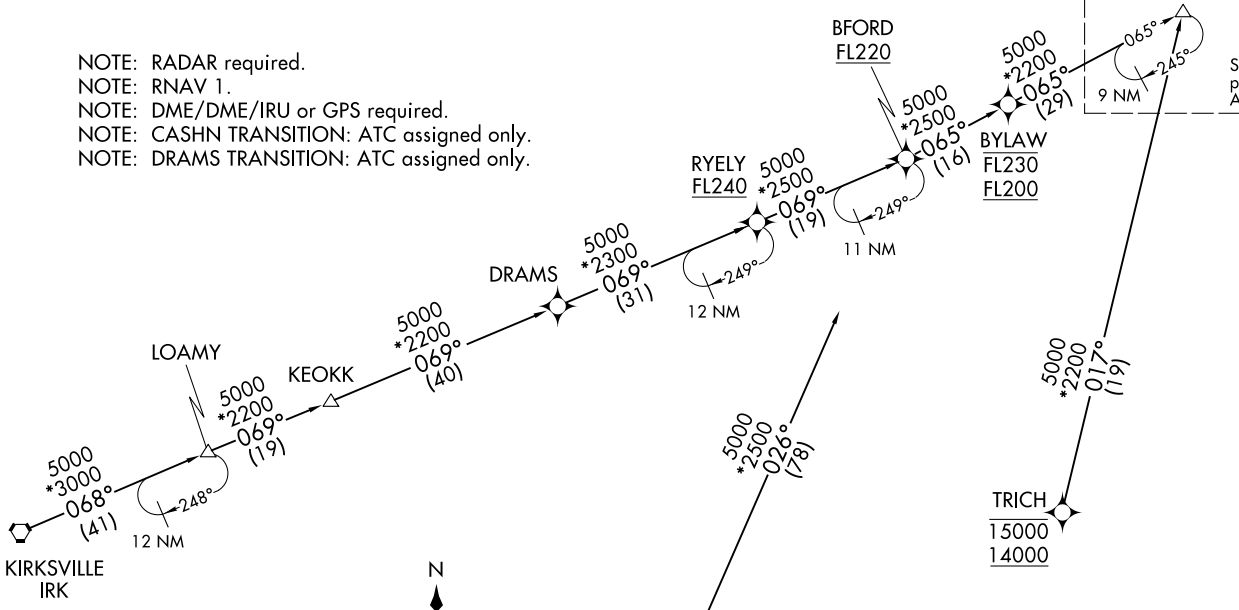 NOTE: RADAR required.
NOTE: RNAV 1.
NOTE: DME/DME/IRU or GPS required.
NOTE: CASHN TRANSITION: ATC assigned only.
NOTE: DRAMS TRANSITION: ATC assigned only.
BFORD
FL220
5000
*2200
065°
(29)
065°
245°
9 NM
S
p
A
5000
*2500
065°
(16)
BYLAW
FL230
FL200
RYELY
FL240
5000
*2500
069°
(19)
249°
11 NM
DRAMS
5000
*2300
069°
(31)
249°
12 NM
5000
*2200
069°
(40)
LOAMY
KEOKK
5000
*2200
069°
(19)
5000
*3000
068°
(41)
248°
12 NM
KIRKSVILLE
IRK
N
5000
*2500
026°
(78)
5000
*2200
017°
(19)
TRICH
15000
14000